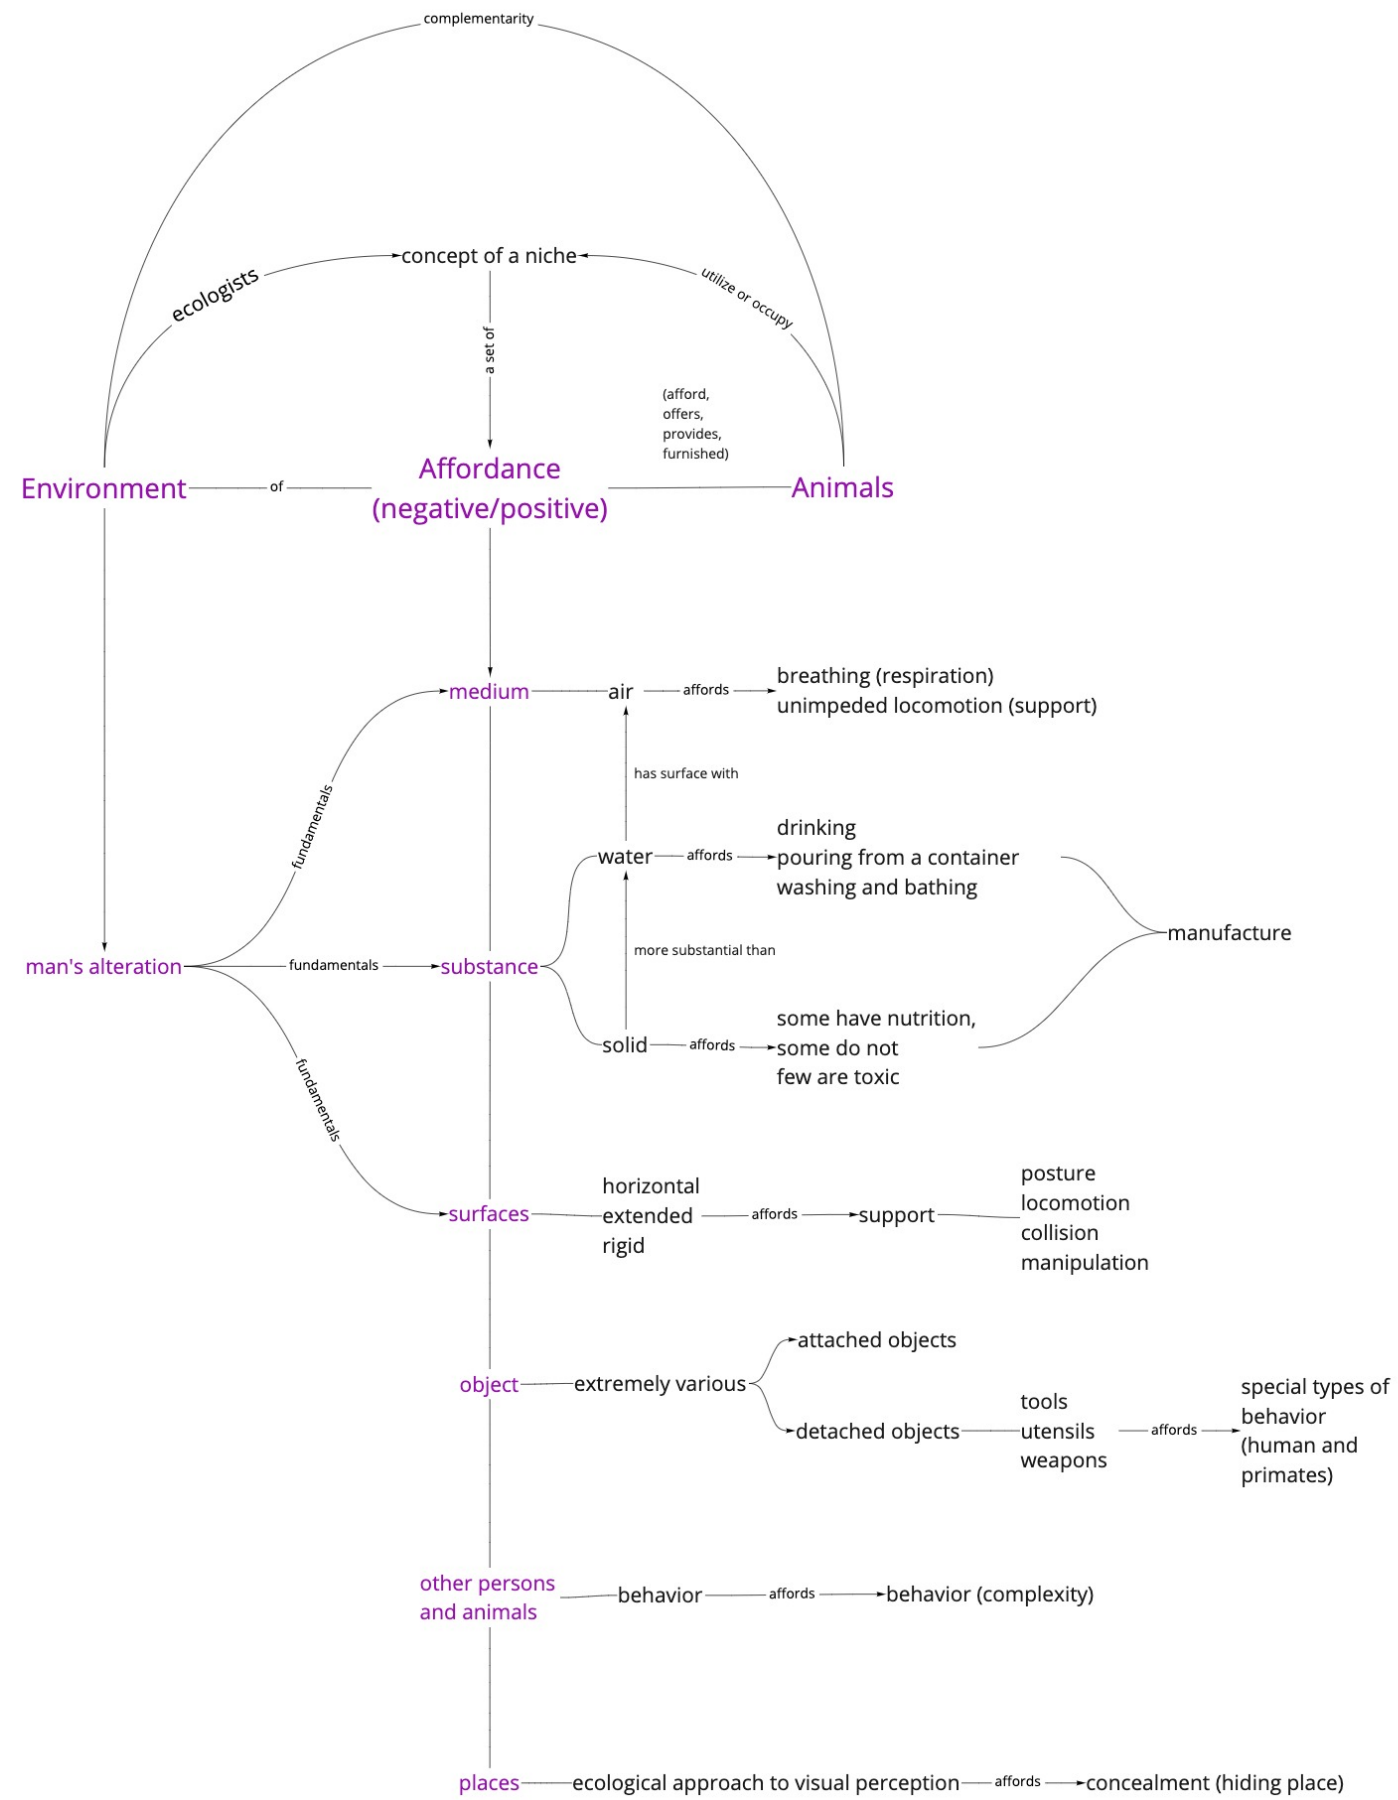 complementarity
concept of a niche
ecologists
utilize or occupy
a set of
(afford,
offers,
provides,
furnished)
Environment
of
Affordance
(negative/positive)
Animals
medium
air
affords
breathing (respiration)
unimpeded locomotion (support)
has surface with
fundamentals
water
affords
drinking
pouring from a container
washing and bathing
manufacture
more substantial than
man's alteration
fundamentals
substance
solid
affords
some have nutrition,
some do not
few are toxic
fundamentals
surfaces
horizontal
extended
rigid
affords
support
posture
locomotion
collision
manipulation
object
extremely various
attached objects
detached objects
tools
utensils
weapons
affords
special types of
behavior
(human and
primates)
other persons
and animals
behavior
affords
behavior (complexity)
places
ecological approach to visual perception
affords
concealment (hiding place)